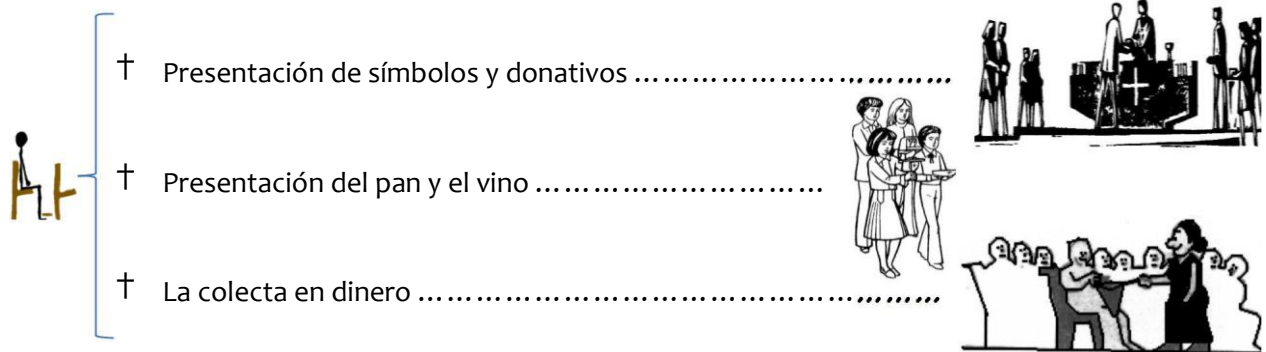 † Presentación de símbolos y donativos ………………………………
† Presentación del pan y el vino …………………………
† La colecta en dinero ……………………………………………